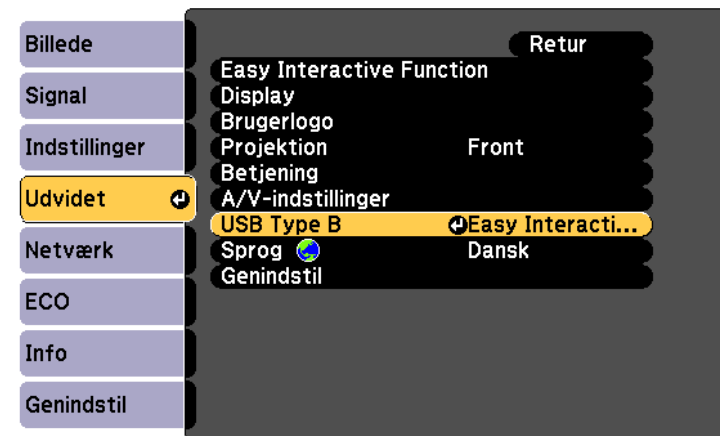 Billede
Signal
Indstillinger
Udvidet
Netværk
ECO
Info
Genindstil
Retur
Easy Interactive Function
Display
Brugerlogo
Projektion Front
Betjening
A/V-indstillinger
USB Type B Easy Interacti...
Sprog Dansk
Genindstil